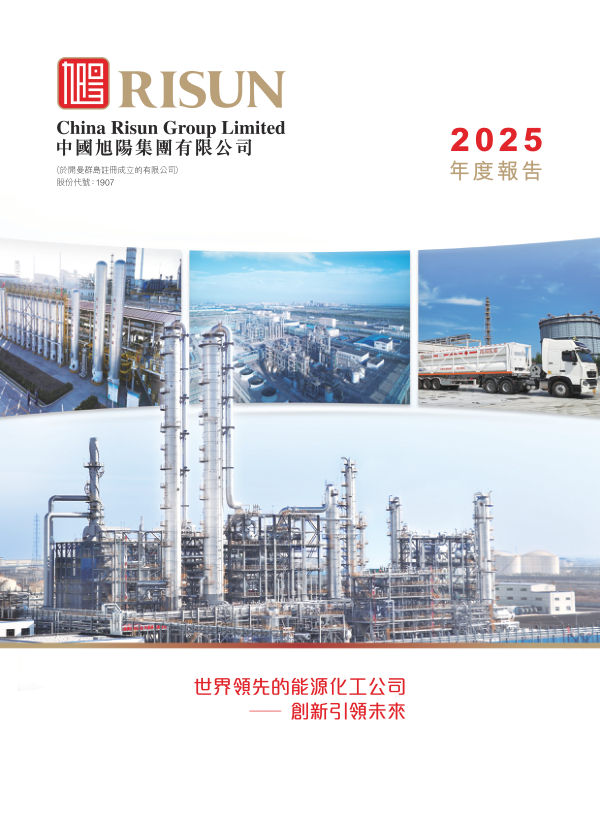 旭陽
RISUN
China Risun Group Limited
中國旭陽集團有限公司
(於開曼群島註冊成立的有限公司)
股份代號：1907
2025
年度報告
世界領先的能源化工公司
—— 創新引領未來